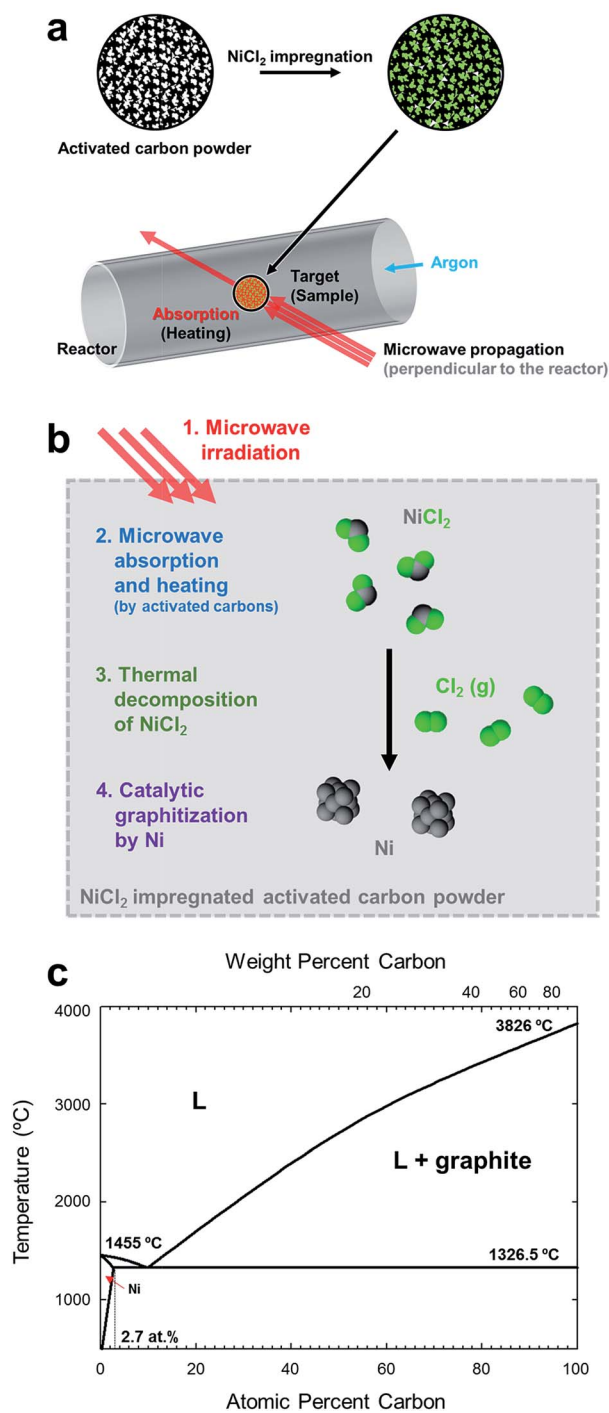 a
NiCl2 impregnation
Activated carbon powder
Target
(Sample)
Argon
Absorption
(Heating)
Reactor
Microwave propagation
(perpendicular to the reactor)
b
1. Microwave
irradiation
NiCl2
2. Microwave
absorption
and heating
(by activated carbons)
Cl2 (g)
3. Thermal
decomposition
of NiCl2
4. Catalytic
graphitization
by Ni
Ni
NiCl2 impregnated activated carbon powder
c
Weight Percent Carbon
20 40 60 80
4000
3826 ºC
L
3000
L + graphite
Temperature (ºC)
2000
1455 ºC
1326.5 ºC
Ni
1000
2.7 at.%
0 20 40 60 80 100
Atomic Percent Carbon